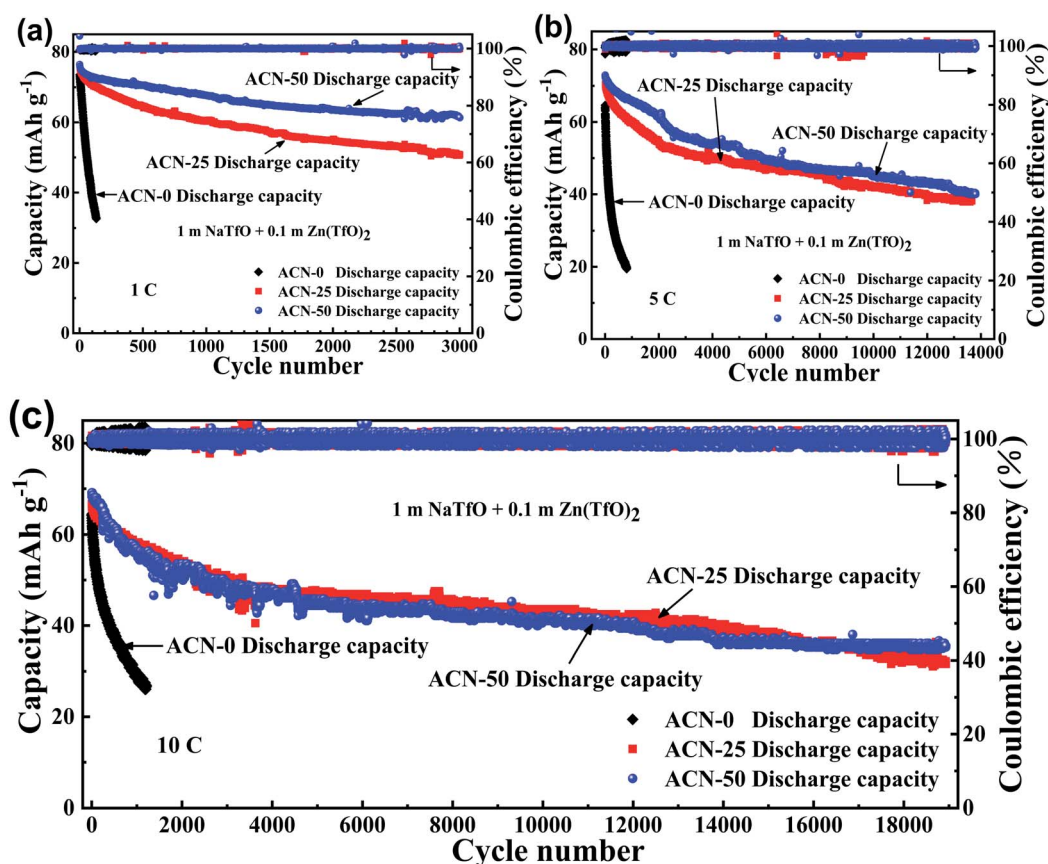 (a)
Capacity (mAh g⁻¹)
80
60
40
20
0
ACN-50 Discharge capacity
ACN-25 Discharge capacity
ACN-0 Discharge capacity
1 m NaTfO + 0.1 m Zn(TfO)₂
ACN-0 Discharge capacity
ACN-25 Discharge capacity
ACN-50 Discharge capacity
1 C
100
80
60
40
20
0
Coulombic efficiency (%)
0 500 1000 1500 2000 2500 3000
Cycle number
(b)
Capacity (mAh g⁻¹)
80
60
40
20
0
ACN-25 Discharge capacity
ACN-50 Discharge capacity
ACN-0 Discharge capacity
1 m NaTfO + 0.1 m Zn(TfO)₂
ACN-0 Discharge capacity
ACN-25 Discharge capacity
ACN-50 Discharge capacity
5 C
100
80
60
40
20
0
Coulombic efficiency (%)
0 2000 4000 6000 8000 10000 12000 14000
Cycle number
(c)
Capacity (mAh g⁻¹)
80
60
40
20
0
1 m NaTfO + 0.1 m Zn(TfO)₂
ACN-25 Discharge capacity
ACN-0 Discharge capacity
ACN-50 Discharge capacity
ACN-0 Discharge capacity
ACN-25 Discharge capacity
ACN-50 Discharge capacity
10 C
100
80
60
40
20
0
Coulombic efficiency (%)
0 2000 4000 6000 8000 10000 12000 14000 16000 18000
Cycle number